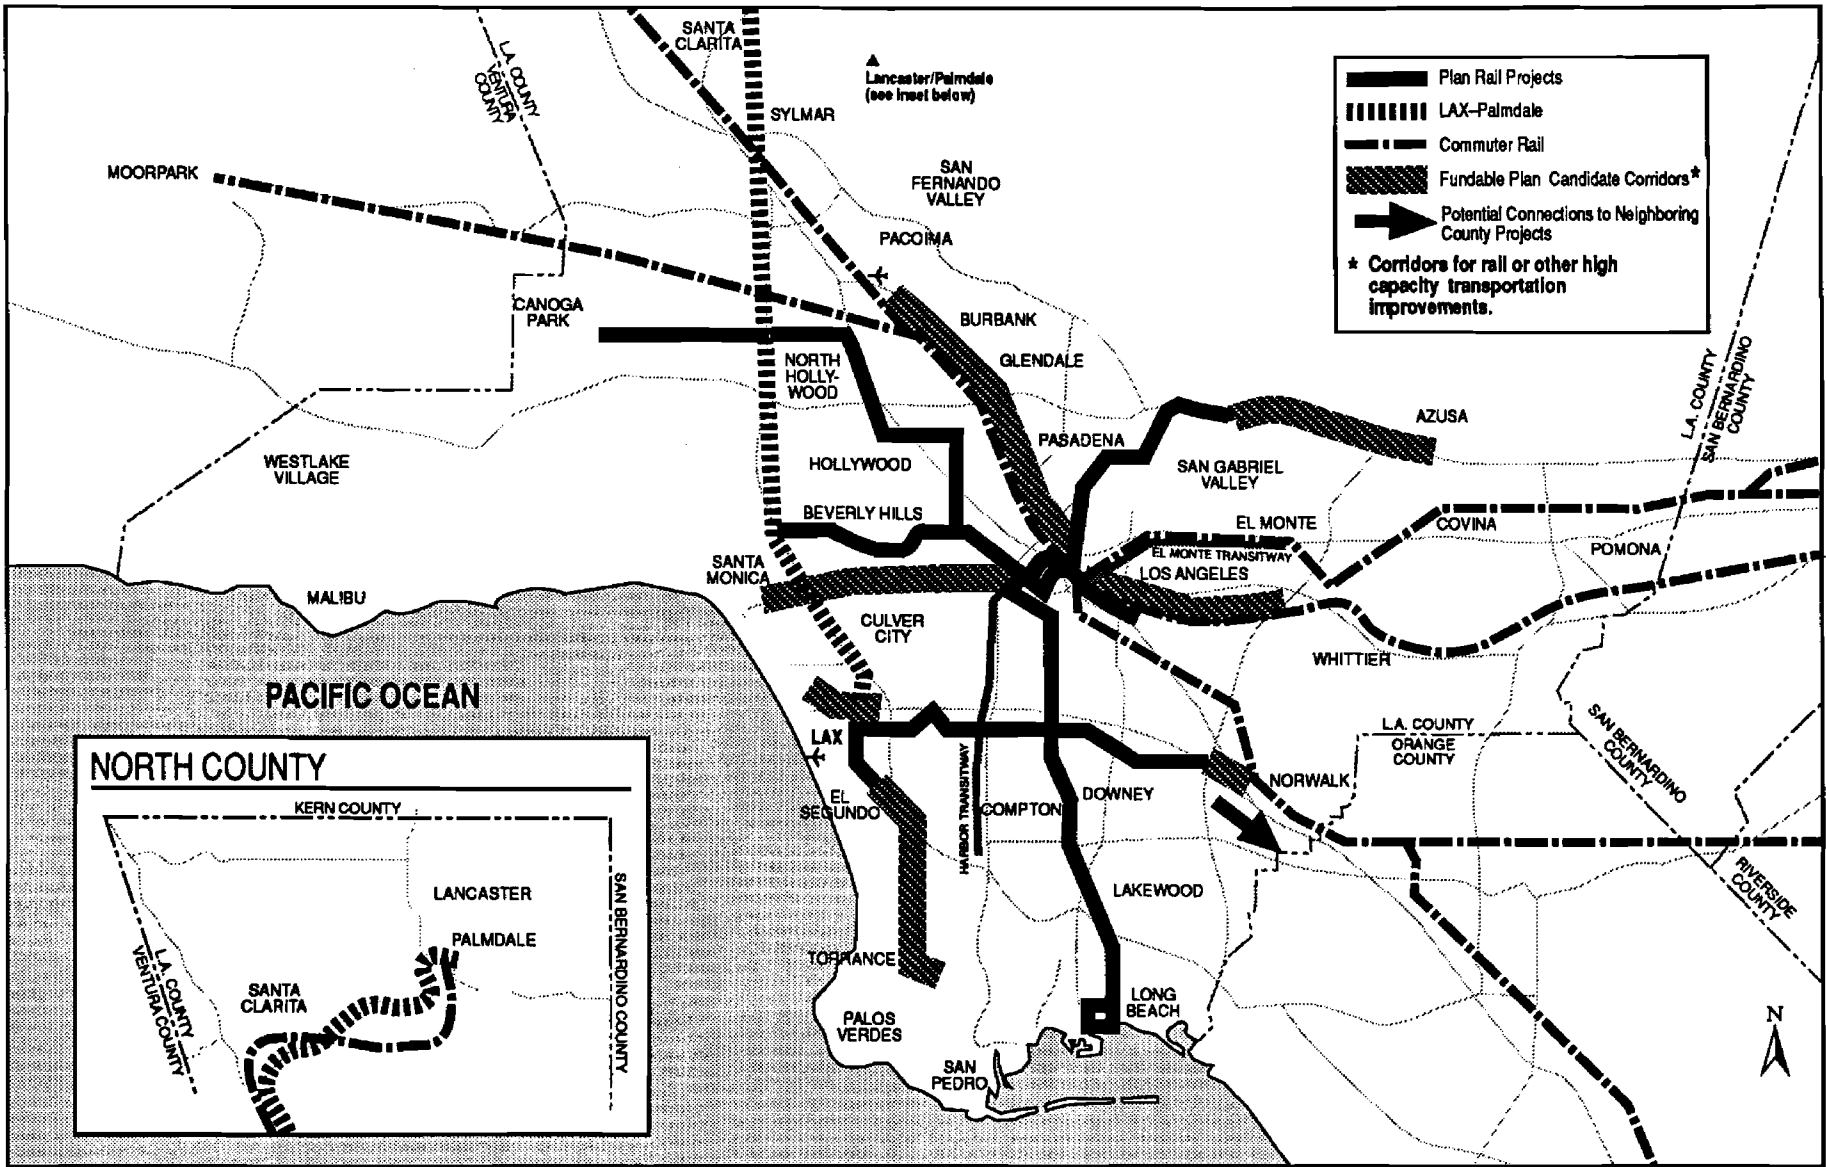 SANTA
CLARITA
L.A. COUNTY
VENTURA
COUNTY
Lancaster/Palmdale
(see inset below)
SYLMAR
MOORPARK
SAN
FERNANDO
VALLEY
PACOIMA
CANOGA
PARK
BURBANK
GLENDALE
NORTH
HOLLY-
WOOD
Plan Rail Projects
LAX–Palmdale
Commuter Rail
Fundable Plan Candidate Corridors*
Potential Connections to Neighboring
County Projects
* Corridors for rail or other high
capacity transportation
improvements.
L.A. COUNTY
SAN BERNARDINO
COUNTY
AZUSA
PASADENA
WESTLAKE
VILLAGE
HOLLYWOOD
SAN GABRIEL
VALLEY
BEVERLY HILLS
EL MONTE
COVINA
EL MONTE TRANSITWAY
POMONA
SANTA
MONICA
LOS ANGELES
MALIBU
CULVER
CITY
WHITTIER
PACIFIC OCEAN
L.A. COUNTY
ORANGE
COUNTY
SAN BERNARDINO
COUNTY
LAX
NORWALK
EL
SEGUNDO
HARBOR TRANSITWAY
COMPTON
DOWNEY
LAKEWOOD
RIVERSIDE
COUNTY
TORRANCE
LONG
BEACH
PALOS
VERDES
SAN
PEDRO
N
NORTH COUNTY
KERN COUNTY
LANCASTER
PALMDALE
SANTA
CLARITA
L.A. COUNTY
VENTURA COUNTY
SAN BERNARDINO COUNTY